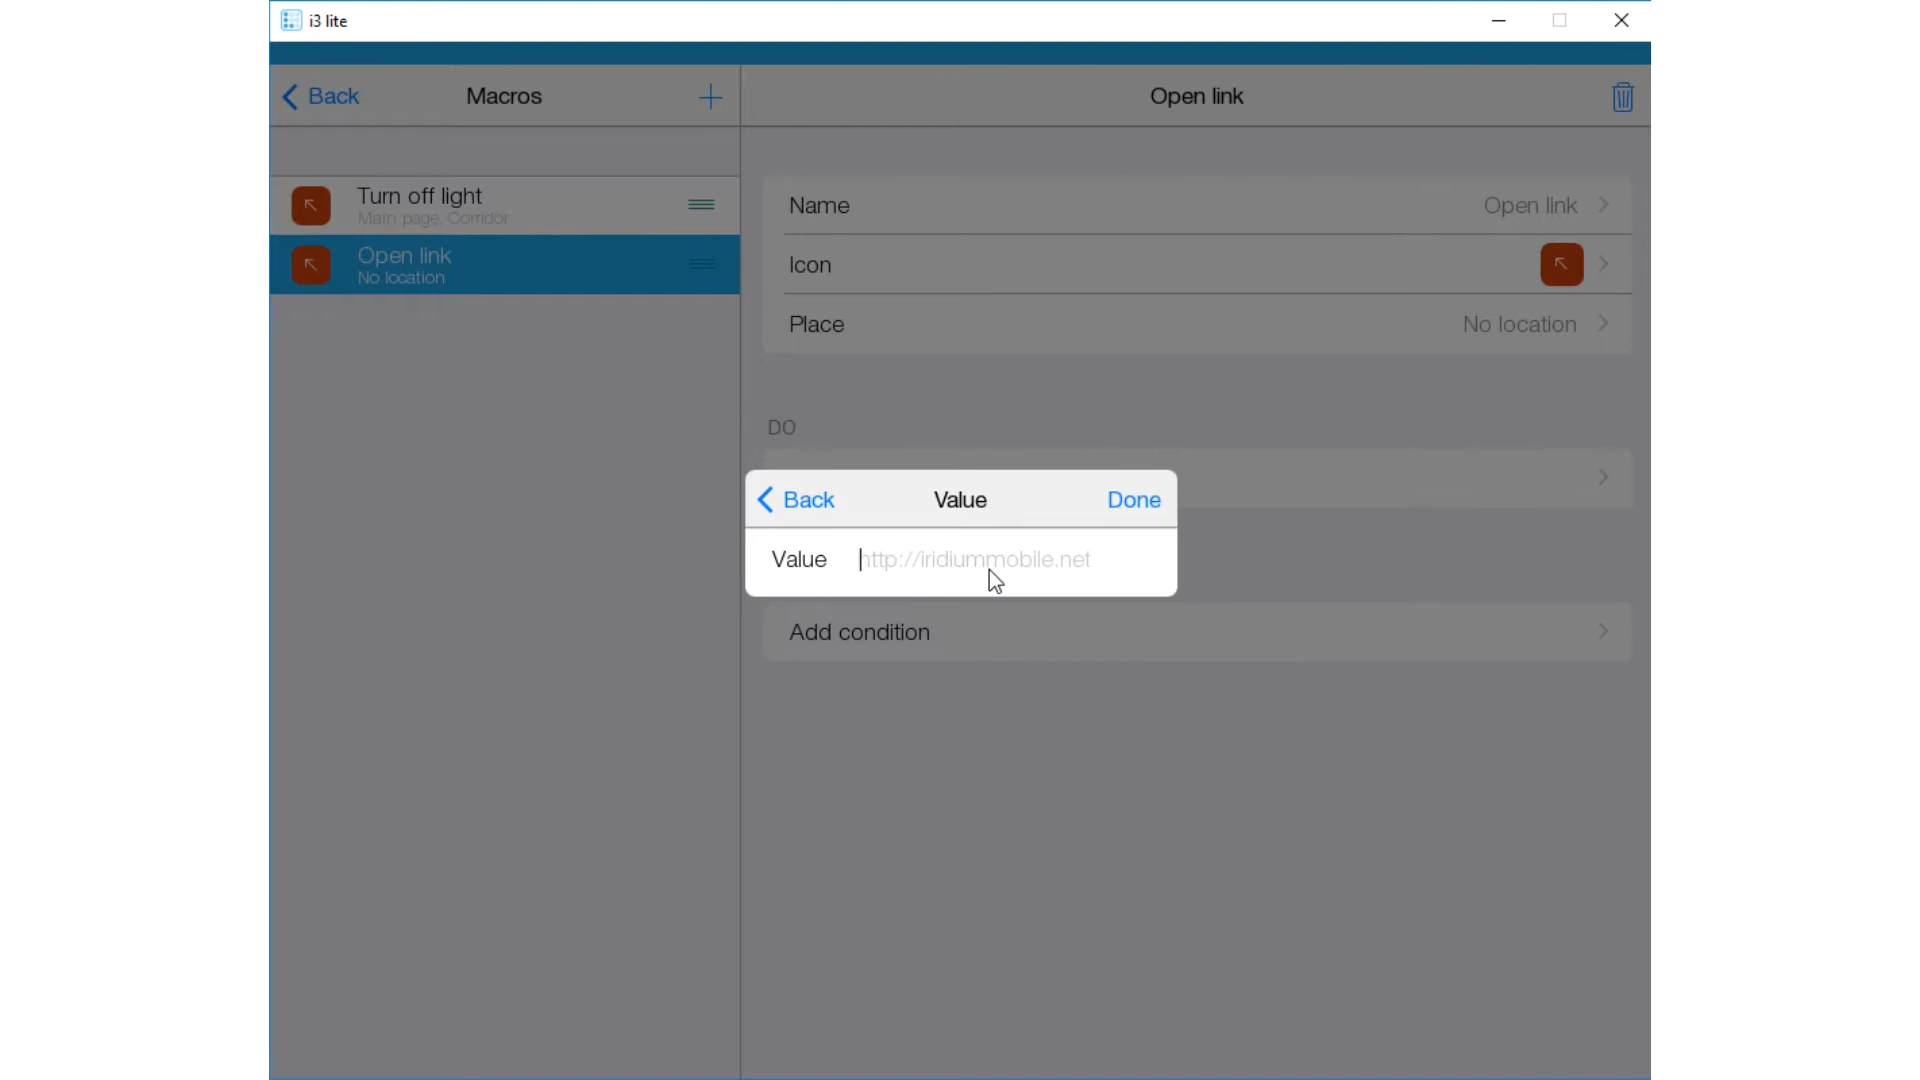 i3 lite
Back
Macros
Open link
Turn off light
Main page, Corridor
Open link
No location
Name
Open link
Icon
Place
No location
DO
Back
Value
Done
Value
http://iridiummobile.net
Add condition